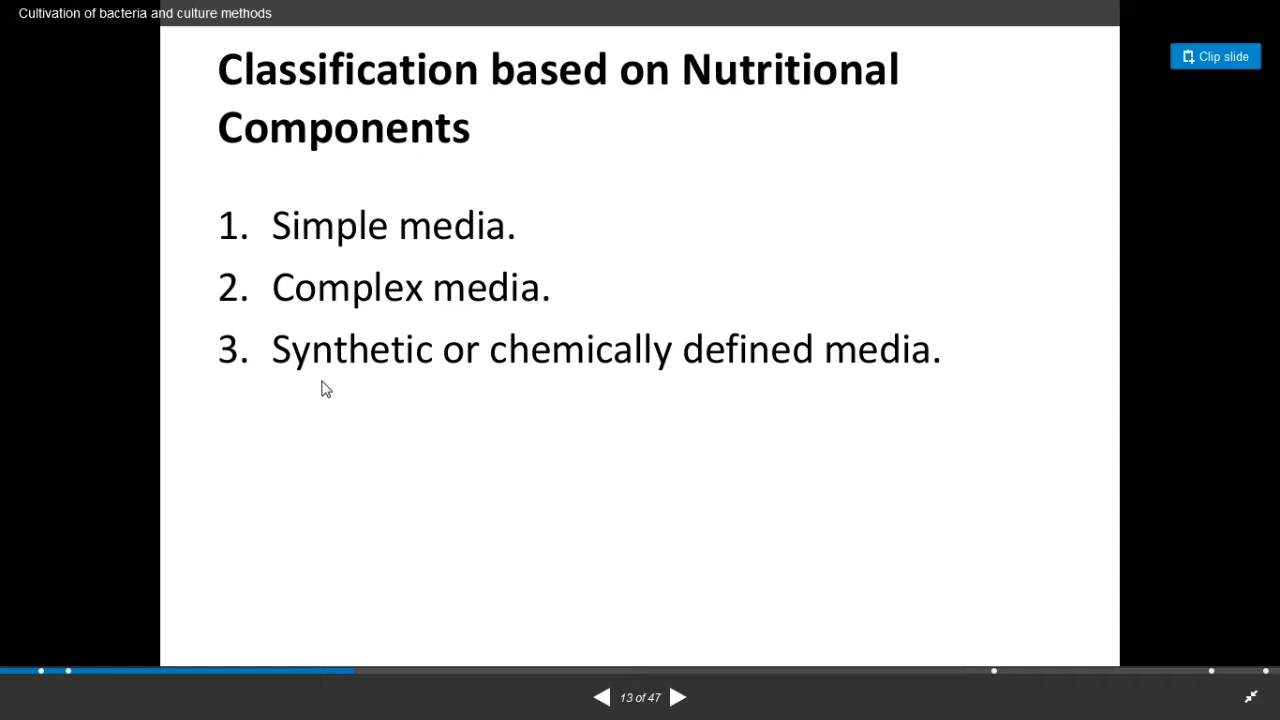 Cultivation of bacteria and culture methods
Clip slide
Classification based on Nutritional
Components
1. Simple media.
2. Complex media.
3. Synthetic or chemically defined media.
13 of 47